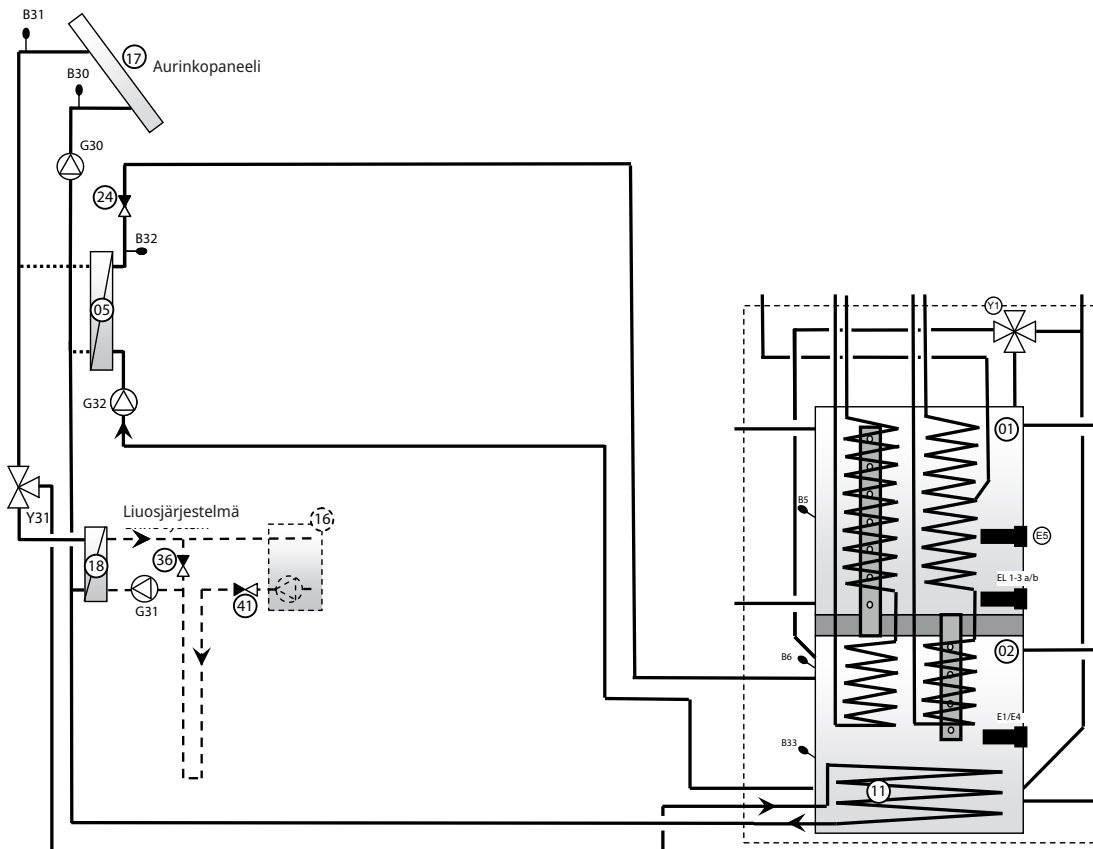 B31
17
Aurinkopaneeli
B30
G30
24
B32
05
G32
Y1
01
Y31
Liuosjärjestelmä
16
B5
E5
36
18
EL 1-3 a/b
G31
41
02
B6
E1/E4
B33
11